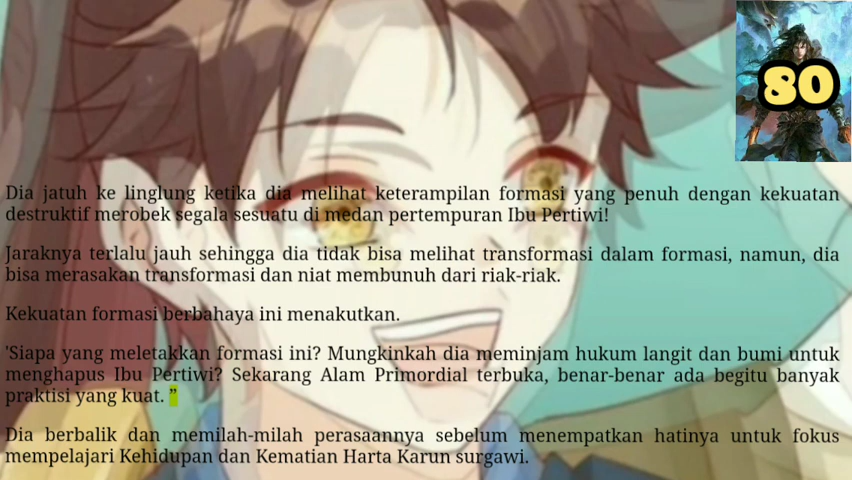 80
Dia jatuh ke linglung ketika dia melihat keterampilan formasi yang penuh dengan kekuatan
destruktif merobek segala sesuatu di medan pertempuran Ibu Pertiwi!
Jaraknya terlalu jauh sehingga dia tidak bisa melihat transformasi dalam formasi, namun, dia
bisa merasakan transformasi dan niat membunuh dari riak-riak.
Kekuatan formasi berbahaya ini menakutkan.
'Siapa yang meletakkan formasi ini? Mungkinkah dia meminjam hukum langit dan bumi untuk
menghapus Ibu Pertiwi? Sekarang Alam Primordial terbuka, benar-benar ada begitu banyak
praktisi yang kuat. ”
Dia berbalik dan memilah-milah perasaannya sebelum menempatkan hatinya untuk fokus
mempelajari Kehidupan dan Kematian Harta Karun surgawi.